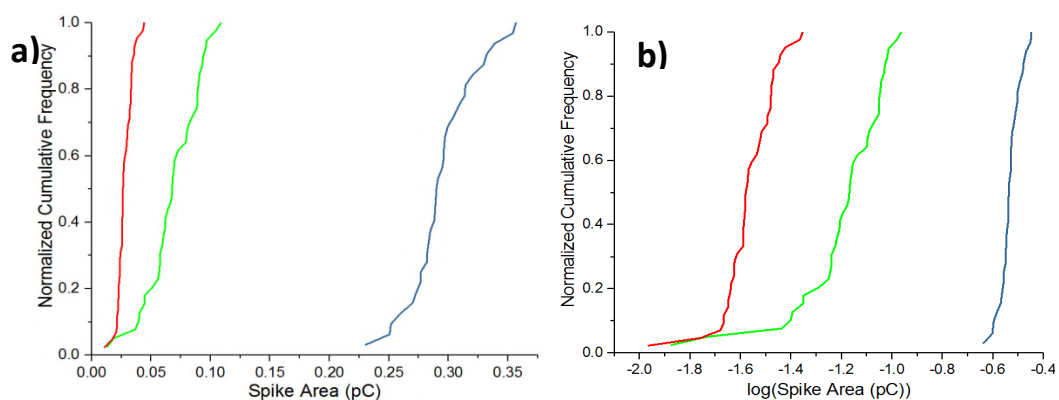 a)
Normalized Cumulative Frequency
1.0
0.8
0.6
0.4
0.2
0.0
0.00 0.05 0.10 0.15 0.20 0.25 0.30 0.35
Spike Area (pC)
b)
Normalized Cumulative Frequency
1.0
0.8
0.6
0.4
0.2
0.0
-2.0 -1.8 -1.6 -1.4 -1.2 -1.0 -0.8 -0.6 -0.4
log(Spike Area (pC))